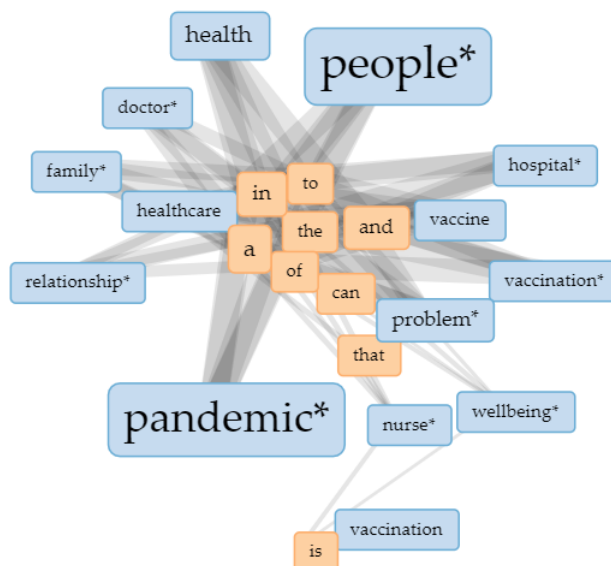 health
people*
doctor*
family*
hospital*
in
to
healthcare
the
and
vaccine
a
of
relationship*
vaccination*
can
problem*
that
pandemic*
wellbeing*
nurse*
vaccination
is